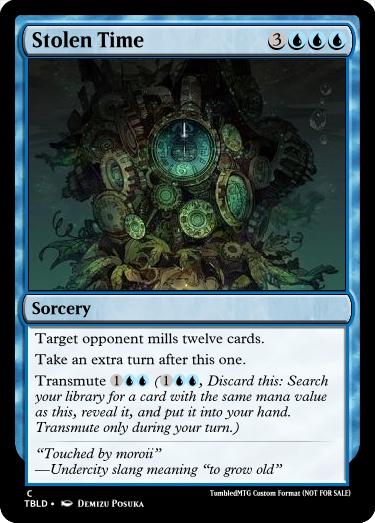 Stolen Time 3
Sorcery
Target opponent mills twelve cards.
Take an extra turn after this one.
Transmute 1 (1, Discard this: Search
your library for a card with the same mana value
as this, reveal it, and put it into your hand.
Transmute only during your turn.)
“Touched by moroii”
—Undercity slang meaning “to grow old”
C
TumbledMTG Custom Format (NOT FOR SALE)
TBLD • Demizu Posuka